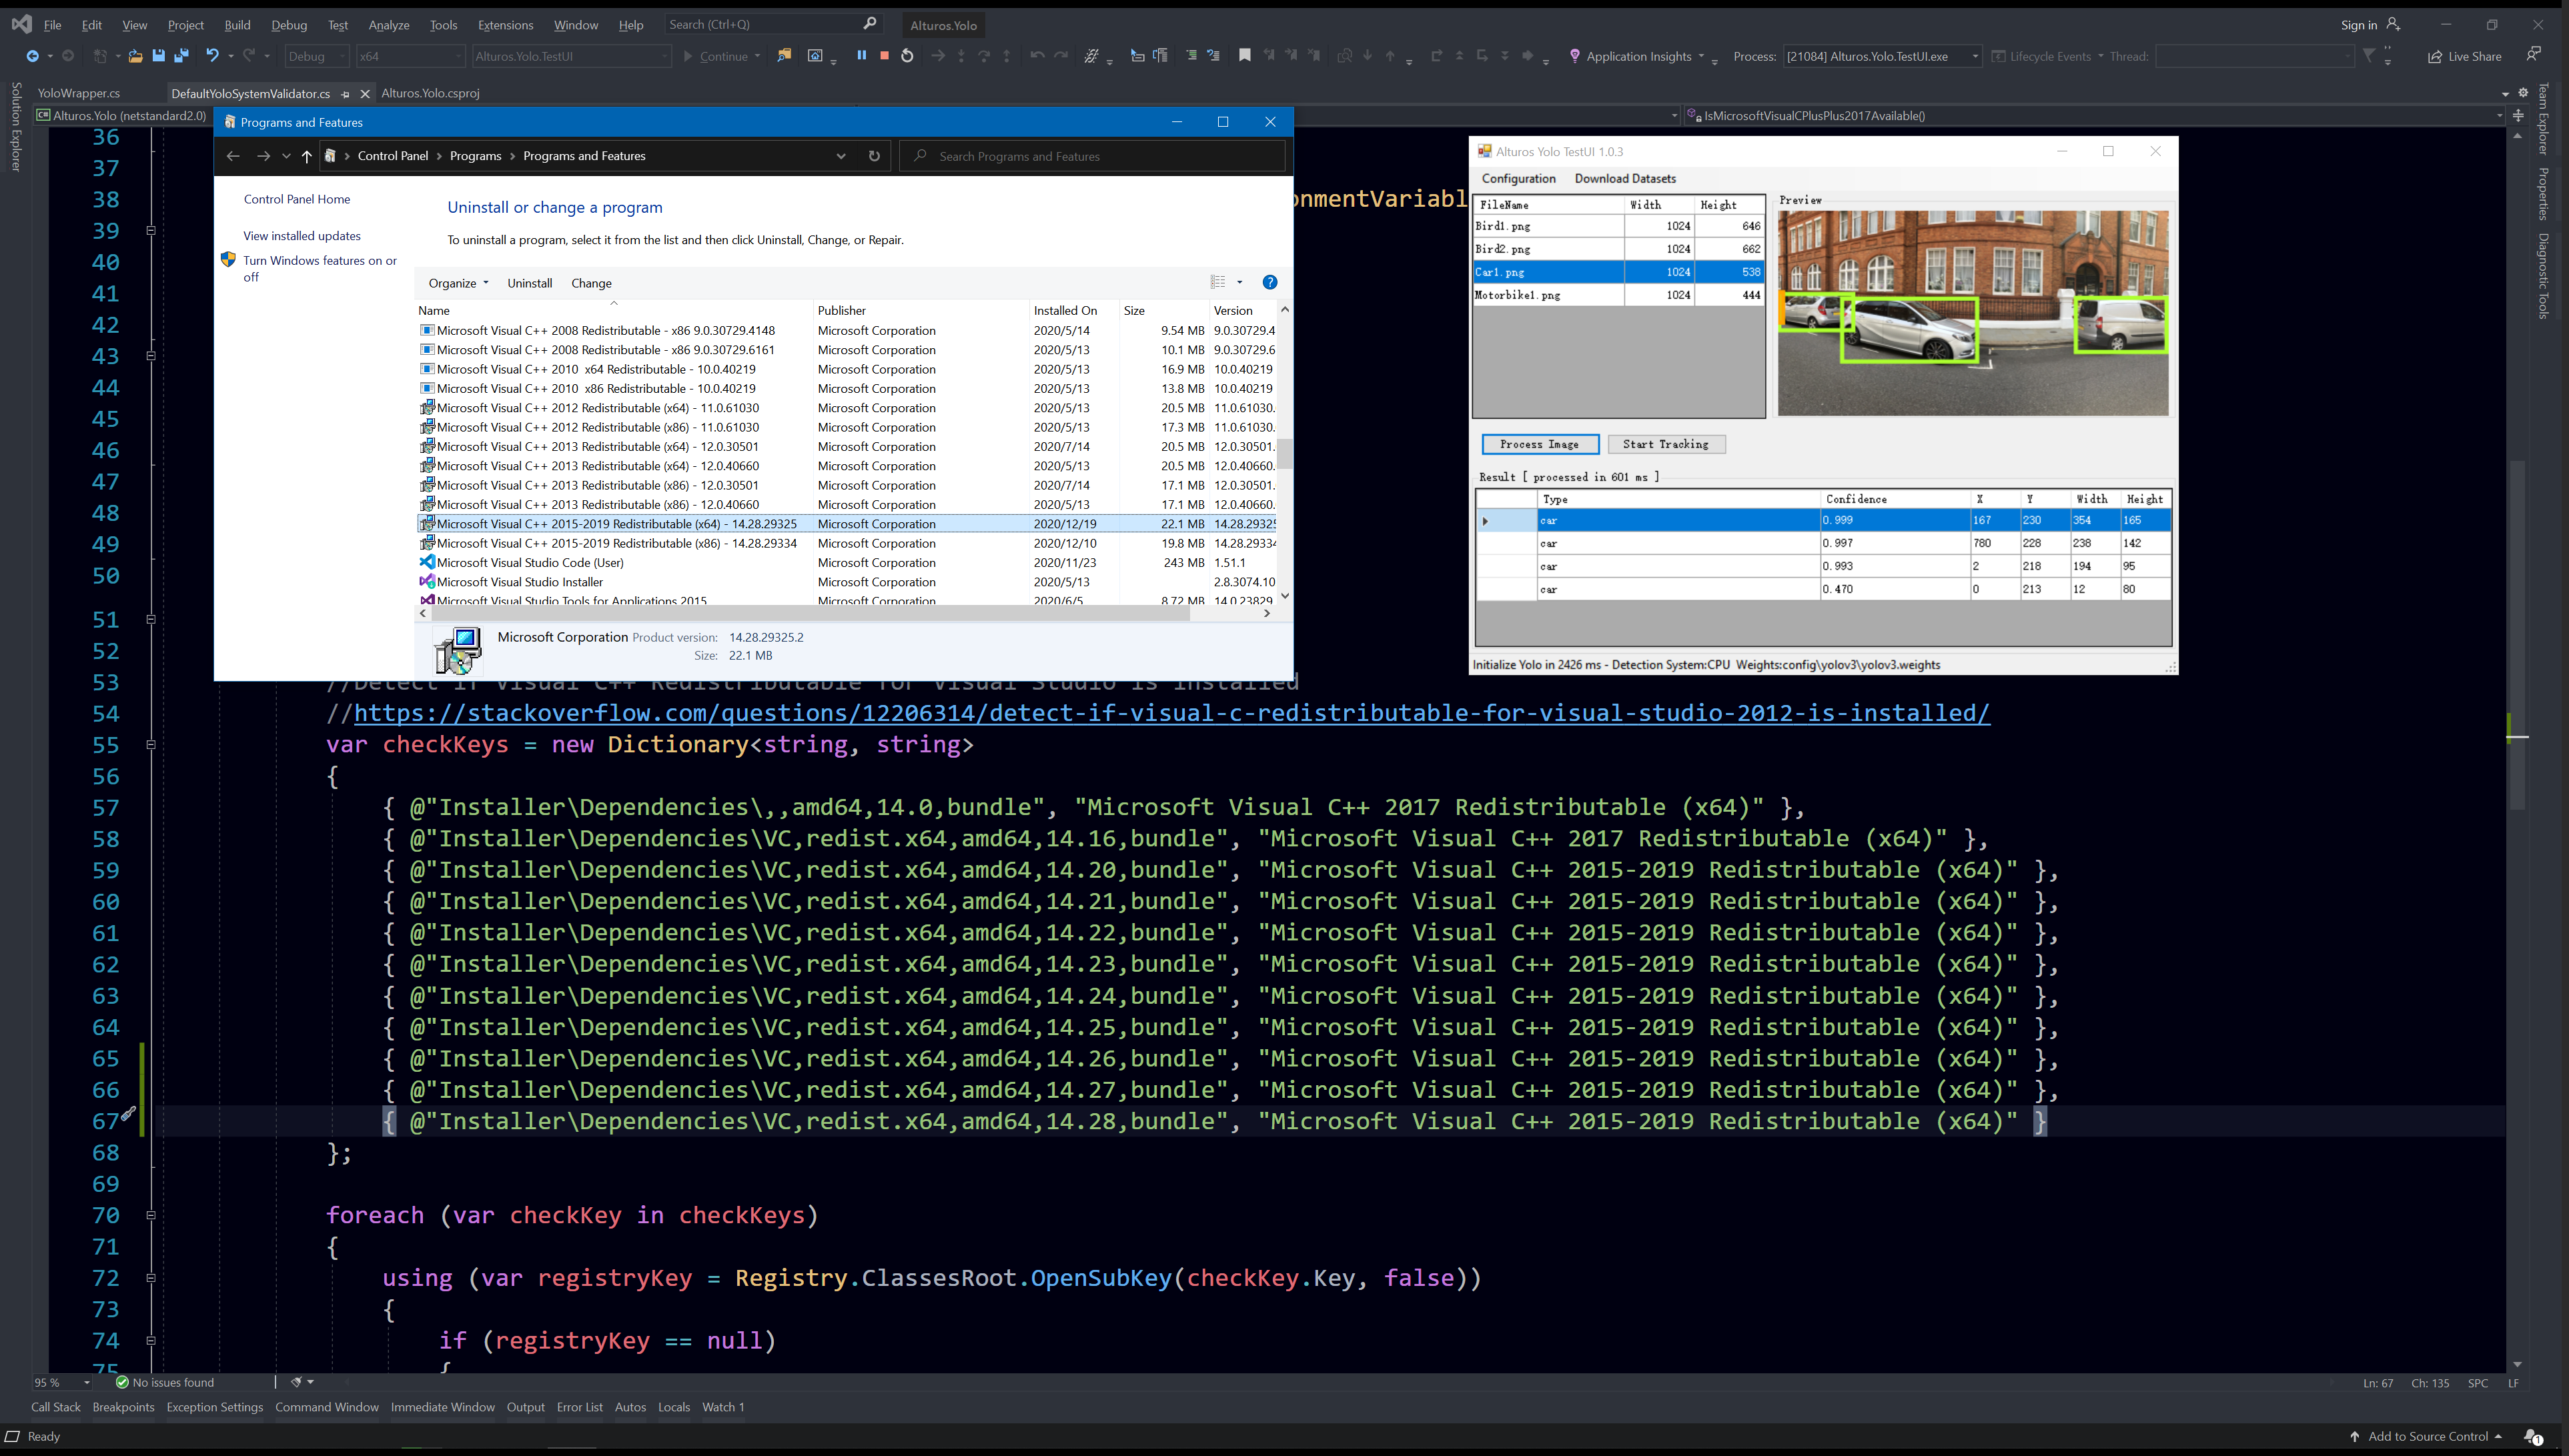 File Edit View Project Build Debug Test Analyze Tools Extensions Window Help Search (Ctrl+Q) Alturos.Yolo Sign in
Debug x64 Alturos.Yolo.TestUI Continue Application Insights Process: [21084] Alturos.Yolo.TestUI.exe Lifecycle Events Thread: Live Share
YoloWrapper.cs DefaultYoloSystemValidator.cs Alturos.Yolo.csproj
Alturos.Yolo (netstandard2.0) IsMicrosoftVisualCPlusPlus2017Available()
Solution Explorer
Team Explorer
Properties
Diagnostic Tools
Programs and Features
Control Panel Programs Programs and Features Search Programs and Features
Control Panel Home
View installed updates
Turn Windows features on or
off
Uninstall or change a program
To uninstall a program, select it from the list and then click Uninstall, Change, or Repair.
Organize Uninstall Change
Name Publisher Installed On Size Version
Microsoft Visual C++ 2008 Redistributable - x86 9.0.30729.4148 Microsoft Corporation 2020/5/14 9.54 MB 9.0.30729.4
Microsoft Visual C++ 2008 Redistributable - x86 9.0.30729.6161 Microsoft Corporation 2020/5/13 10.1 MB 9.0.30729.6
Microsoft Visual C++ 2010 x64 Redistributable - 10.0.40219 Microsoft Corporation 2020/5/13 16.9 MB 10.0.40219
Microsoft Visual C++ 2010 x86 Redistributable - 10.0.40219 Microsoft Corporation 2020/5/13 13.8 MB 10.0.40219
Microsoft Visual C++ 2012 Redistributable (x64) - 11.0.61030 Microsoft Corporation 2020/5/13 20.5 MB 11.0.61030.
Microsoft Visual C++ 2012 Redistributable (x86) - 11.0.61030 Microsoft Corporation 2020/5/13 17.3 MB 11.0.61030.
Microsoft Visual C++ 2013 Redistributable (x64) - 12.0.30501 Microsoft Corporation 2020/7/14 20.5 MB 12.0.30501.
Microsoft Visual C++ 2013 Redistributable (x64) - 12.0.40660 Microsoft Corporation 2020/5/13 20.5 MB 12.0.40660.
Microsoft Visual C++ 2013 Redistributable (x86) - 12.0.30501 Microsoft Corporation 2020/7/14 17.1 MB 12.0.30501.
Microsoft Visual C++ 2013 Redistributable (x86) - 12.0.40660 Microsoft Corporation 2020/5/13 17.1 MB 12.0.40660.
Microsoft Visual C++ 2015-2019 Redistributable (x64) - 14.28.29325 Microsoft Corporation 2020/12/19 22.1 MB 14.28.29325
Microsoft Visual C++ 2015-2019 Redistributable (x86) - 14.28.29334 Microsoft Corporation 2020/12/10 19.8 MB 14.28.29334
Microsoft Visual Studio Code (User) Microsoft Corporation 2020/11/23 243 MB 1.51.1
Microsoft Visual Studio Installer Microsoft Corporation 2020/5/13 2.8.3074.10
Microsoft Visual Studio Tools for Applications 2015 Microsoft Corporation 2020/6/5 8.72 MB 14.0.23829
Microsoft Corporation Product version: 14.28.29325.2
Size: 22.1 MB
onmentVariabl
Alturos Yolo TestUI 1.0.3
Configuration Download Datasets
FileName Width Height
Bird1.png 1024 646
Bird2.png 1024 662
Car1.png 1024 538
Motorbike1.png 1024 444
Preview
Process Image Start Tracking
Result [ processed in 601 ms ]
Type Confidence X Y Width Height
car 0.999 167 230 354 165
car 0.997 780 228 238 142
car 0.993 2 218 194 95
car 0.470 0 213 12 80
Initialize Yolo in 2426 ms - Detection System:CPU Weights:config\yolov3\yolov3.weights
36
37
38
39
40
41
42
43
44
45
46
47
48
49
50
51
52
53 //Detect if Visual C++ Redistributable for Visual Studio is installed
54 //https://stackoverflow.com/questions/12206314/detect-if-visual-c-redistributable-for-visual-studio-2012-is-installed/
55 var checkKeys = new Dictionary<string, string>
56 {
57 { @"Installer\Dependencies\,,amd64,14.0,bundle", "Microsoft Visual C++ 2017 Redistributable (x64)" },
58 { @"Installer\Dependencies\VC,redist.x64,amd64,14.16,bundle", "Microsoft Visual C++ 2017 Redistributable (x64)" },
59 { @"Installer\Dependencies\VC,redist.x64,amd64,14.20,bundle", "Microsoft Visual C++ 2015-2019 Redistributable (x64)" },
60 { @"Installer\Dependencies\VC,redist.x64,amd64,14.21,bundle", "Microsoft Visual C++ 2015-2019 Redistributable (x64)" },
61 { @"Installer\Dependencies\VC,redist.x64,amd64,14.22,bundle", "Microsoft Visual C++ 2015-2019 Redistributable (x64)" },
62 { @"Installer\Dependencies\VC,redist.x64,amd64,14.23,bundle", "Microsoft Visual C++ 2015-2019 Redistributable (x64)" },
63 { @"Installer\Dependencies\VC,redist.x64,amd64,14.24,bundle", "Microsoft Visual C++ 2015-2019 Redistributable (x64)" },
64 { @"Installer\Dependencies\VC,redist.x64,amd64,14.25,bundle", "Microsoft Visual C++ 2015-2019 Redistributable (x64)" },
65 { @"Installer\Dependencies\VC,redist.x64,amd64,14.26,bundle", "Microsoft Visual C++ 2015-2019 Redistributable (x64)" },
66 { @"Installer\Dependencies\VC,redist.x64,amd64,14.27,bundle", "Microsoft Visual C++ 2015-2019 Redistributable (x64)" },
67 { @"Installer\Dependencies\VC,redist.x64,amd64,14.28,bundle", "Microsoft Visual C++ 2015-2019 Redistributable (x64)" }
68 };
69
70 foreach (var checkKey in checkKeys)
71 {
72 using (var registryKey = Registry.ClassesRoot.OpenSubKey(checkKey.Key, false))
73 {
74 if (registryKey == null)
75 {
95 % No issues found Ln: 67 Ch: 135 SPC LF
Call Stack Breakpoints Exception Settings Command Window Immediate Window Output Error List Autos Locals Watch 1
Ready Add to Source Control 1